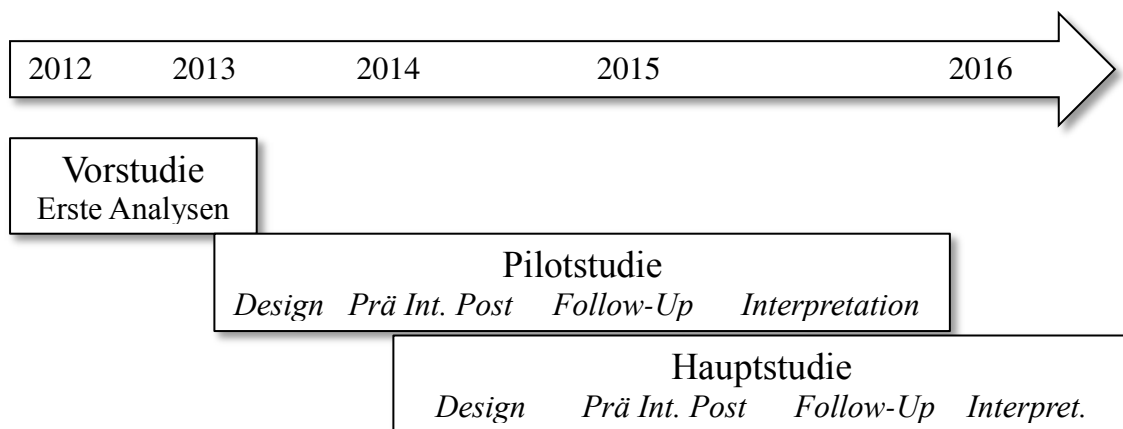 2012 2013 2014 2015 2016
Vorstudie
Erste Analysen
Pilotstudie
Design Prä Int. Post Follow-Up Interpretation
Hauptstudie
Design Prä Int. Post Follow-Up Interpret.